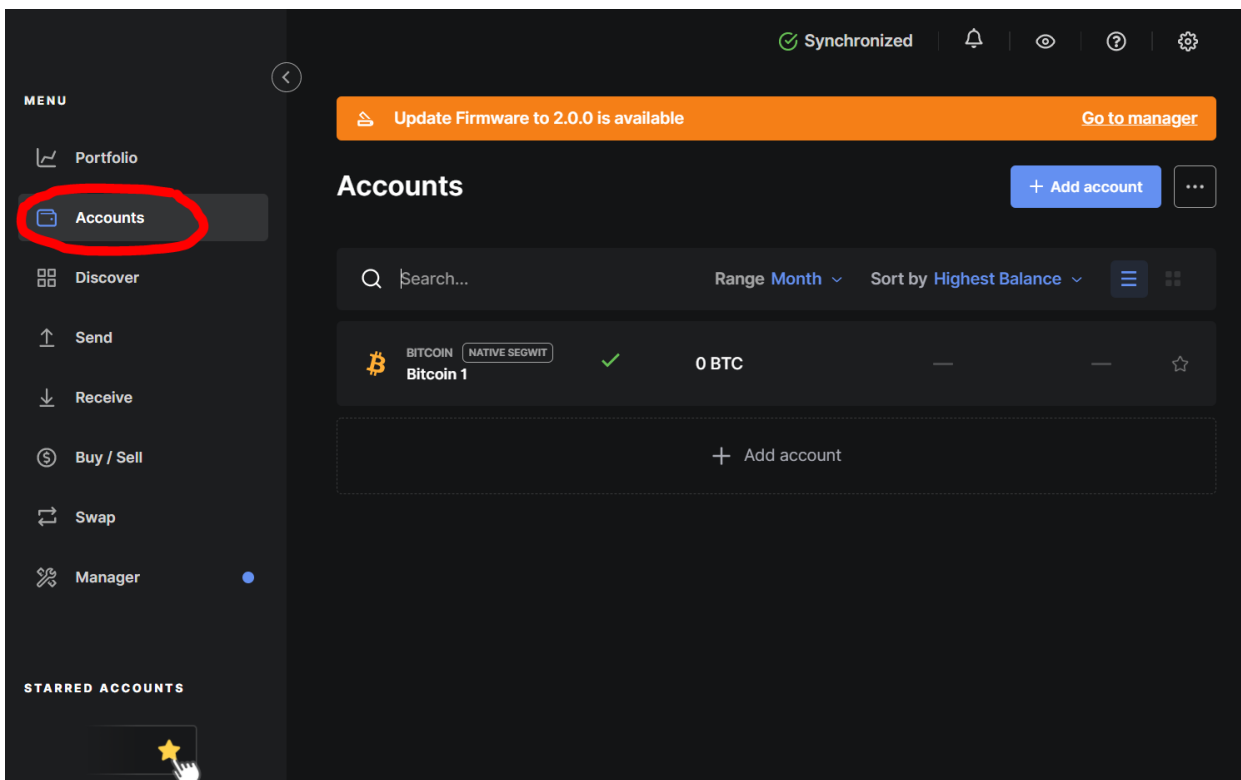 Synchronized
MENU
Update Firmware to 2.0.0 is available Go to manager
Portfolio
Accounts
Discover
Send
Receive
Buy / Sell
Swap
Manager
STARRED ACCOUNTS
Accounts + Add account ...
Search... Range Month Sort by Highest Balance
BITCOIN NATIVE SEGWIT
Bitcoin 1 0 BTC — —
+ Add account